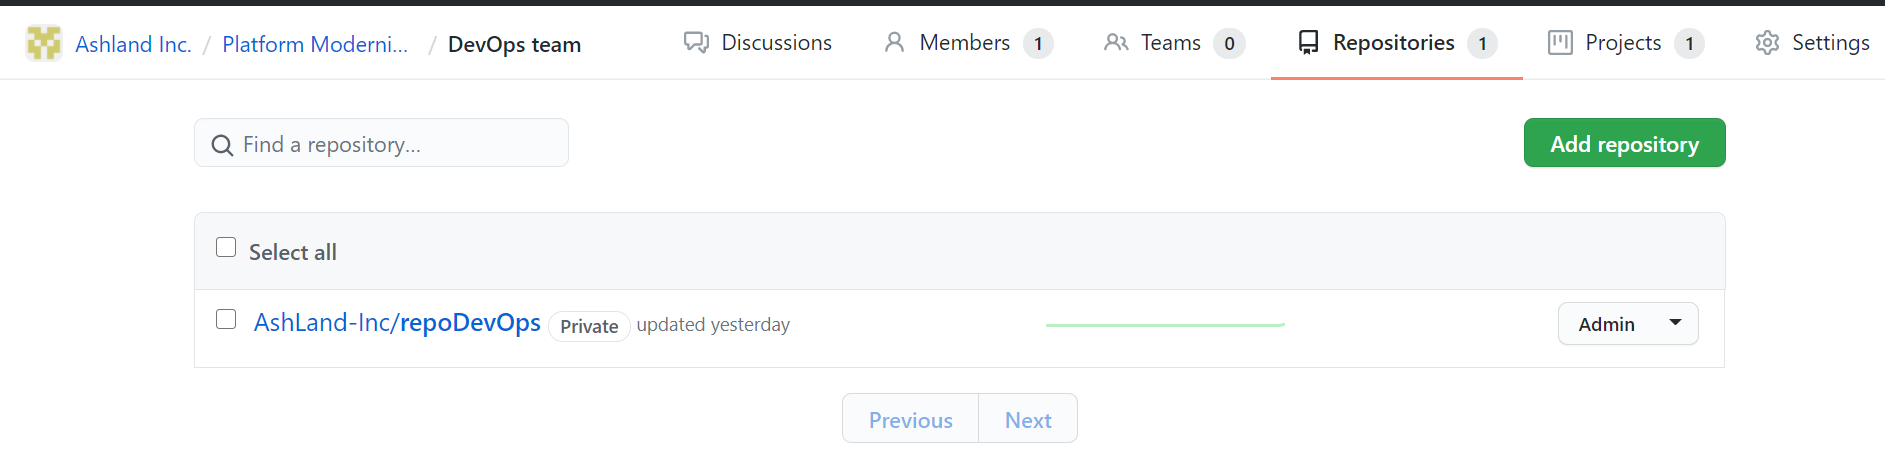 Ashland Inc. / Platform Moderni... / DevOps team Discussions Members 1 Teams 0 Repositories 1 Projects 1 Settings
Find a repository... Add repository
Select all
AshLand-Inc/repoDevOps Private updated yesterday Admin
Previous Next